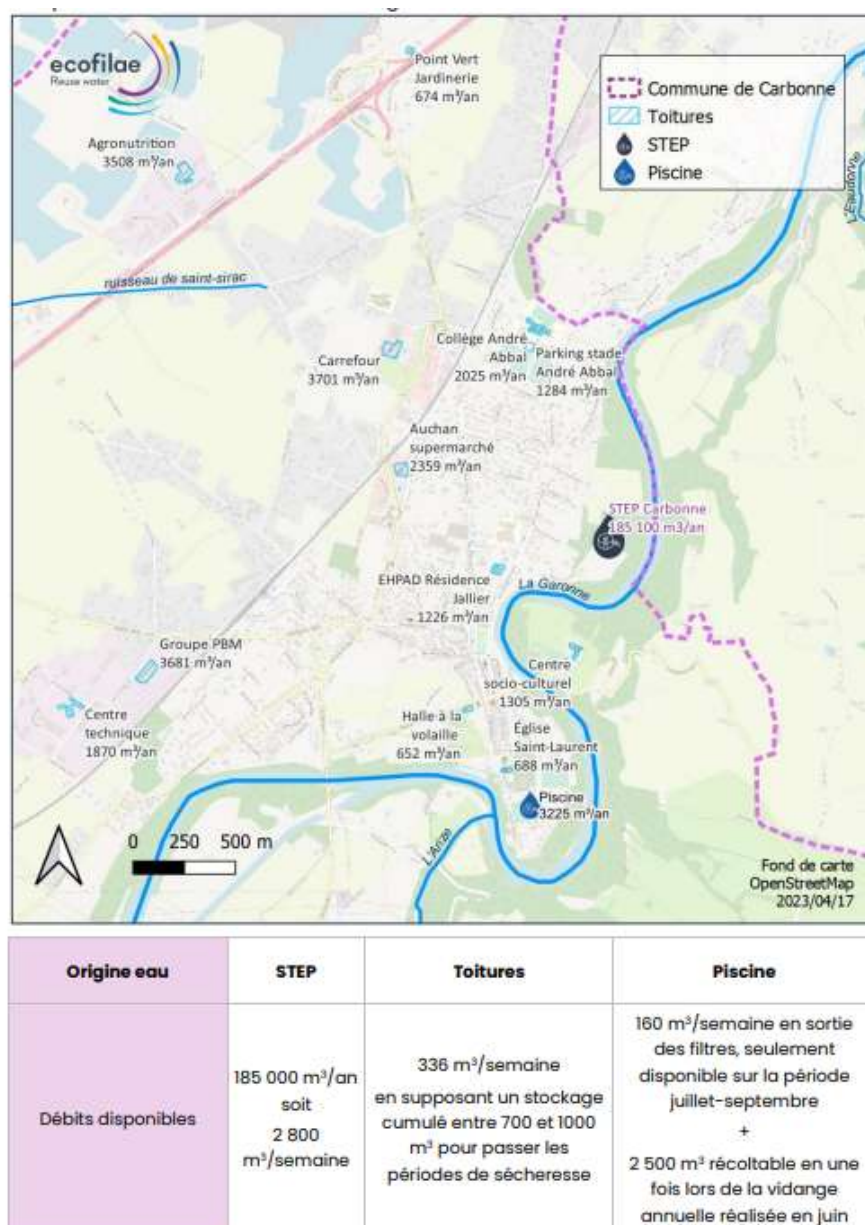 ecofilae
Reuse water
Point Vert
Jardinerie
674 m³/an
Commune de Carbonne
Toitures
STEP
Piscine
Agronutrition
3508 m³/an
L'Eaudonne
ruisseau de saint-sirac
Collège André
Abbal
2025 m³/an
Parking stade
André Abbal
1284 m³/an
Carrefour
3701 m³/an
Auchan
supermarché
2359 m³/an
STEP Carbonne
185 100 m3/an
EHPAD Résidence
Jallier
1226 m³/an
La Garonne
Groupe PBM
3681 m³/an
Centre
socio-culturel
1305 m³/an
Centre
technique
1870 m³/an
Halle à la
volaille
652 m³/an
Église
Saint-Laurent
688 m³/an
Piscine
3225 m³/an
L'Arize
0 250 500 m
Fond de carte
OpenStreetMap
2023/04/17
Origine eau STEP Toitures Piscine
Débits disponibles
185 000 m³/an
soit
2 800
m³/semaine
336 m³/semaine
en supposant un stockage
cumulé entre 700 et 1000
m³ pour passer les
périodes de sécheresse
160 m³/semaine en sortie
des filtres, seulement
disponible sur la période
juillet-septembre
+
2 500 m³ récoltable en une
fois lors de la vidange
annuelle réalisée en juin